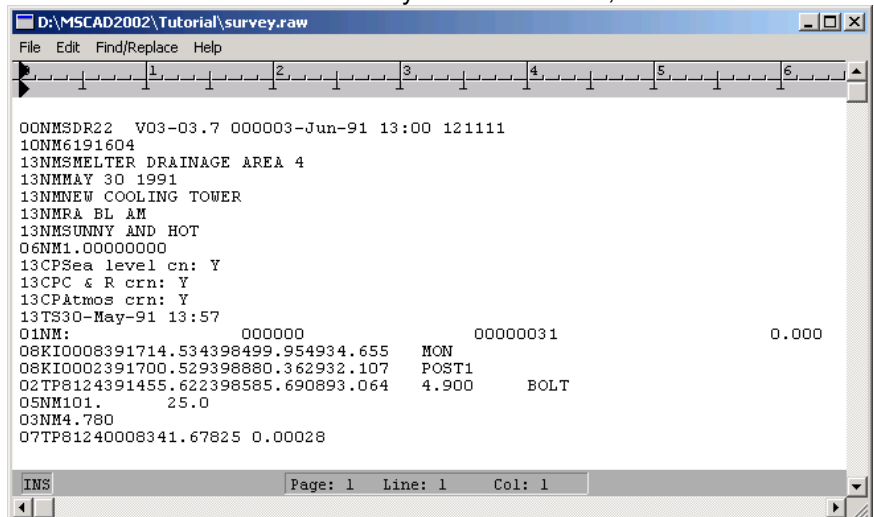 D:\MSCAD2002\Tutorial\survey.raw
File Edit Find/Replace Help
1 2 3 4 5 6
00NMSDR22 V03-03.7 000003-Jun-91 13:00 121111
10NM6191604
13NMSMELTER DRAINAGE AREA 4
13NMMAY 30 1991
13NMNEW COOLING TOWER
13NMRA BL AM
13NMSUNNY AND HOT
06NM1.00000000
13CPSea level cn: Y
13CPC & R crn: Y
13CPAtmos crn: Y
13TS30-May-91 13:57
01NM: 000000 00000031 0.000
08KI0008391714.534398499.954934.655 MON
08KI0002391700.529398880.362932.107 POST1
02TP8124391455.622398585.690893.064 4.900 BOLT
05NM101. 25.0
03NM4.780
07TP81240008341.67825 0.00028
INS Page: 1 Line: 1 Col: 1